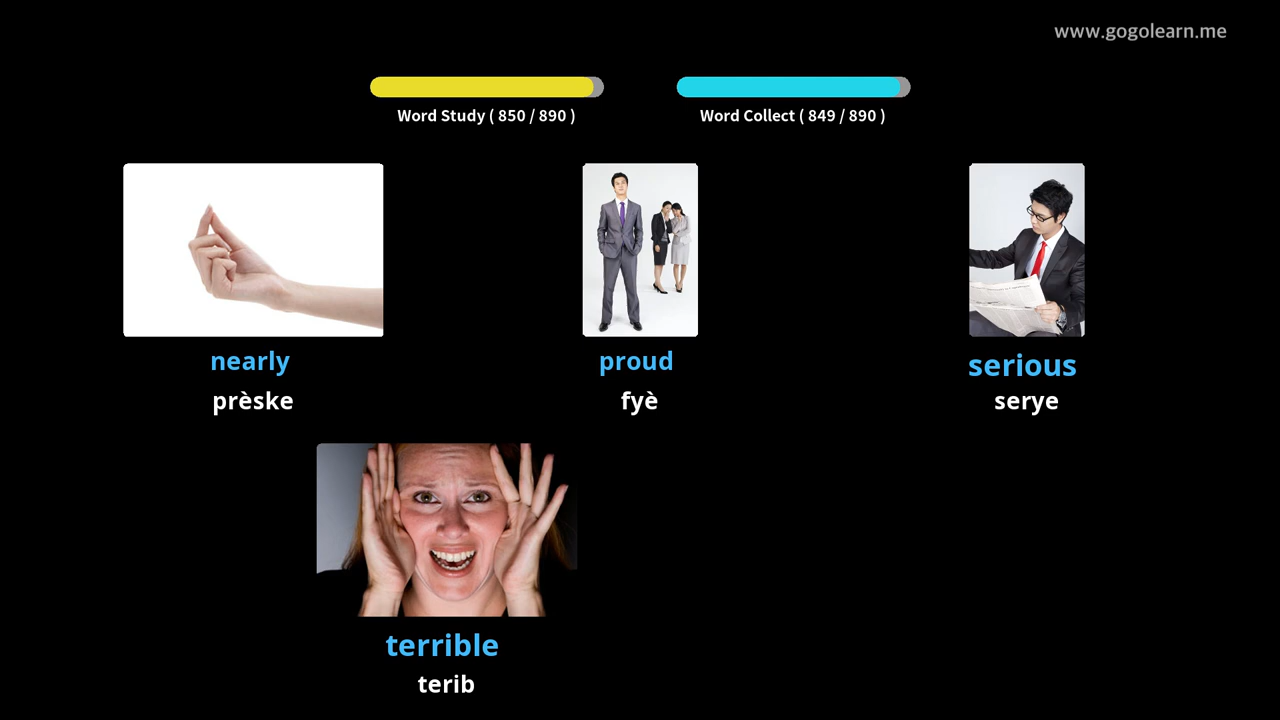 www.gogolearn.me
Word Study ( 850 / 890 )
Word Collect ( 849 / 890 )
nearly
prèske
proud
fyè
serious
serye
terrible
terib